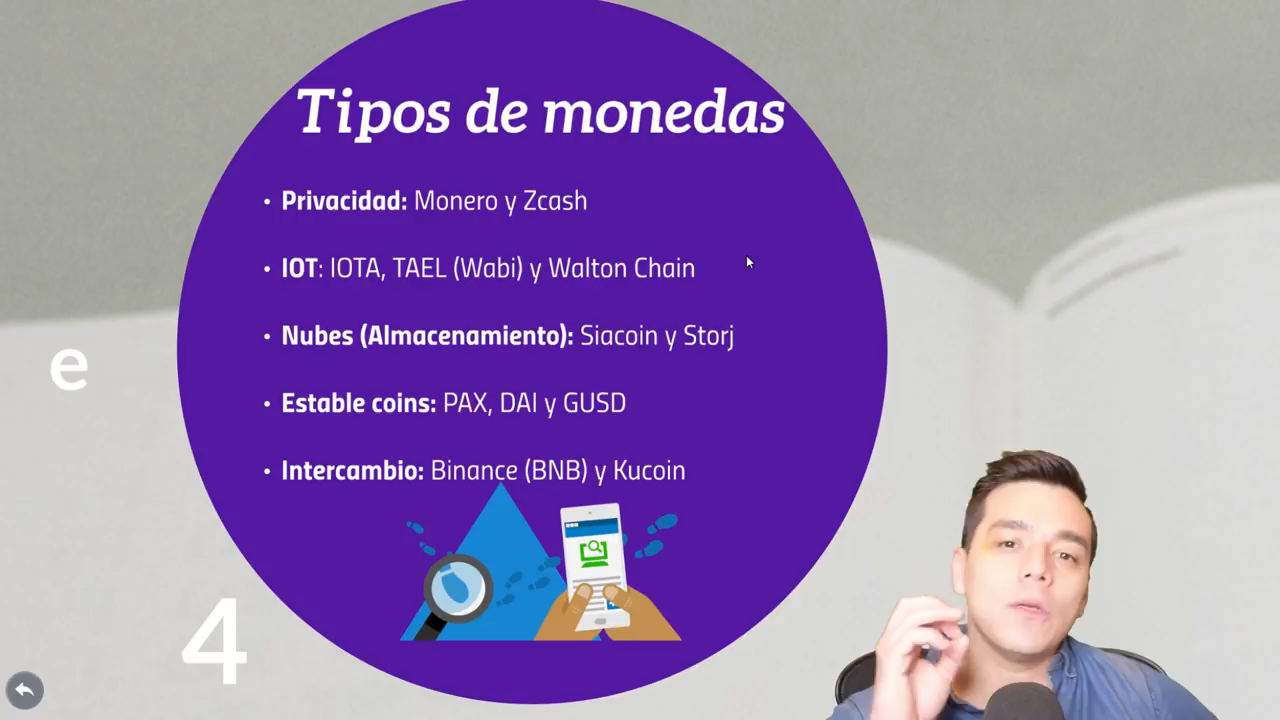 Tipos de monedas
• Privacidad: Monero y Zcash
• IOT: IOTA, TAEL (Wabi) y Walton Chain
• Nubes (Almacenamiento): Siacoin y Storj
• Estable coins: PAX, DAI y GUSD
• Intercambio: Binance (BNB) y Kucoin
e
4